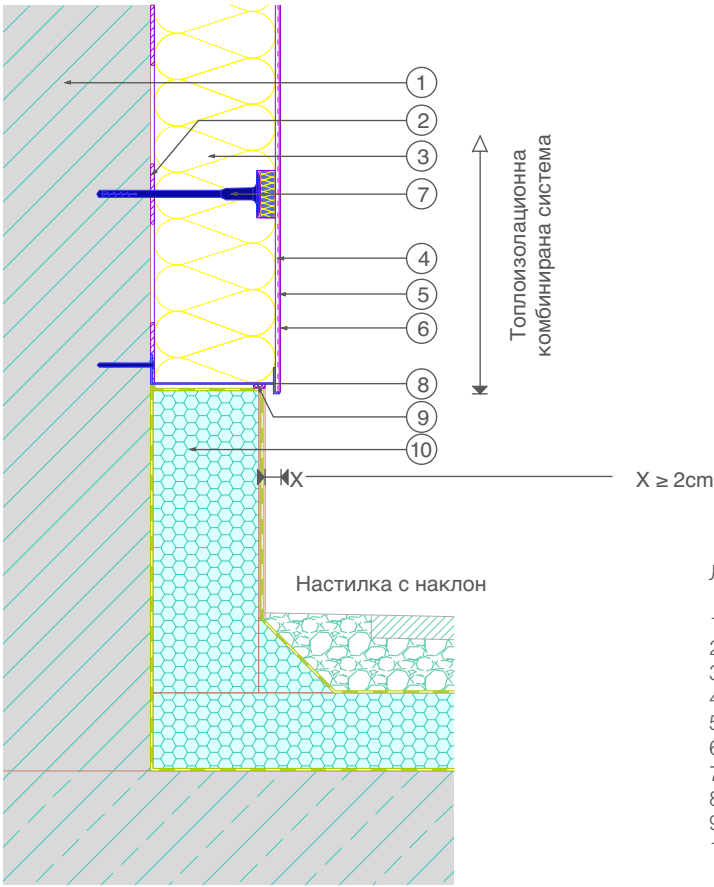 1
2
3
7
4
5
6
8
9
10
Топлоизолационна
комбинирана система
X
X ≥ 2cm
Настилка с наклон